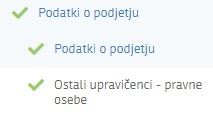 Podatki o podjetju
Podatki o podjetju
Ostali upravičenci - pravne
osebe